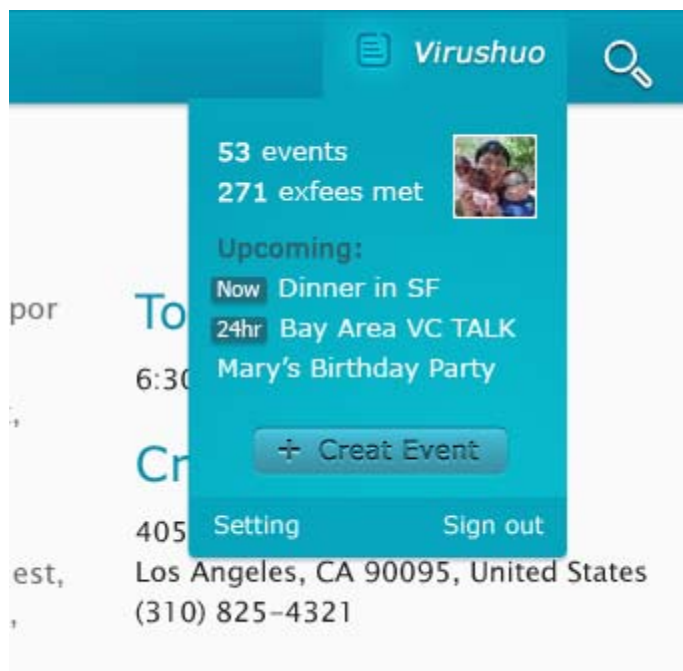 Virushuo
53 events
271 exfees met
Upcoming:
Now Dinner in SF
24hr Bay Area VC TALK
Mary's Birthday Party
+ Creat Event
Setting Sign out
por
To
6:30
Cr
405
est,
Los Angeles, CA 90095, United States
(310) 825-4321